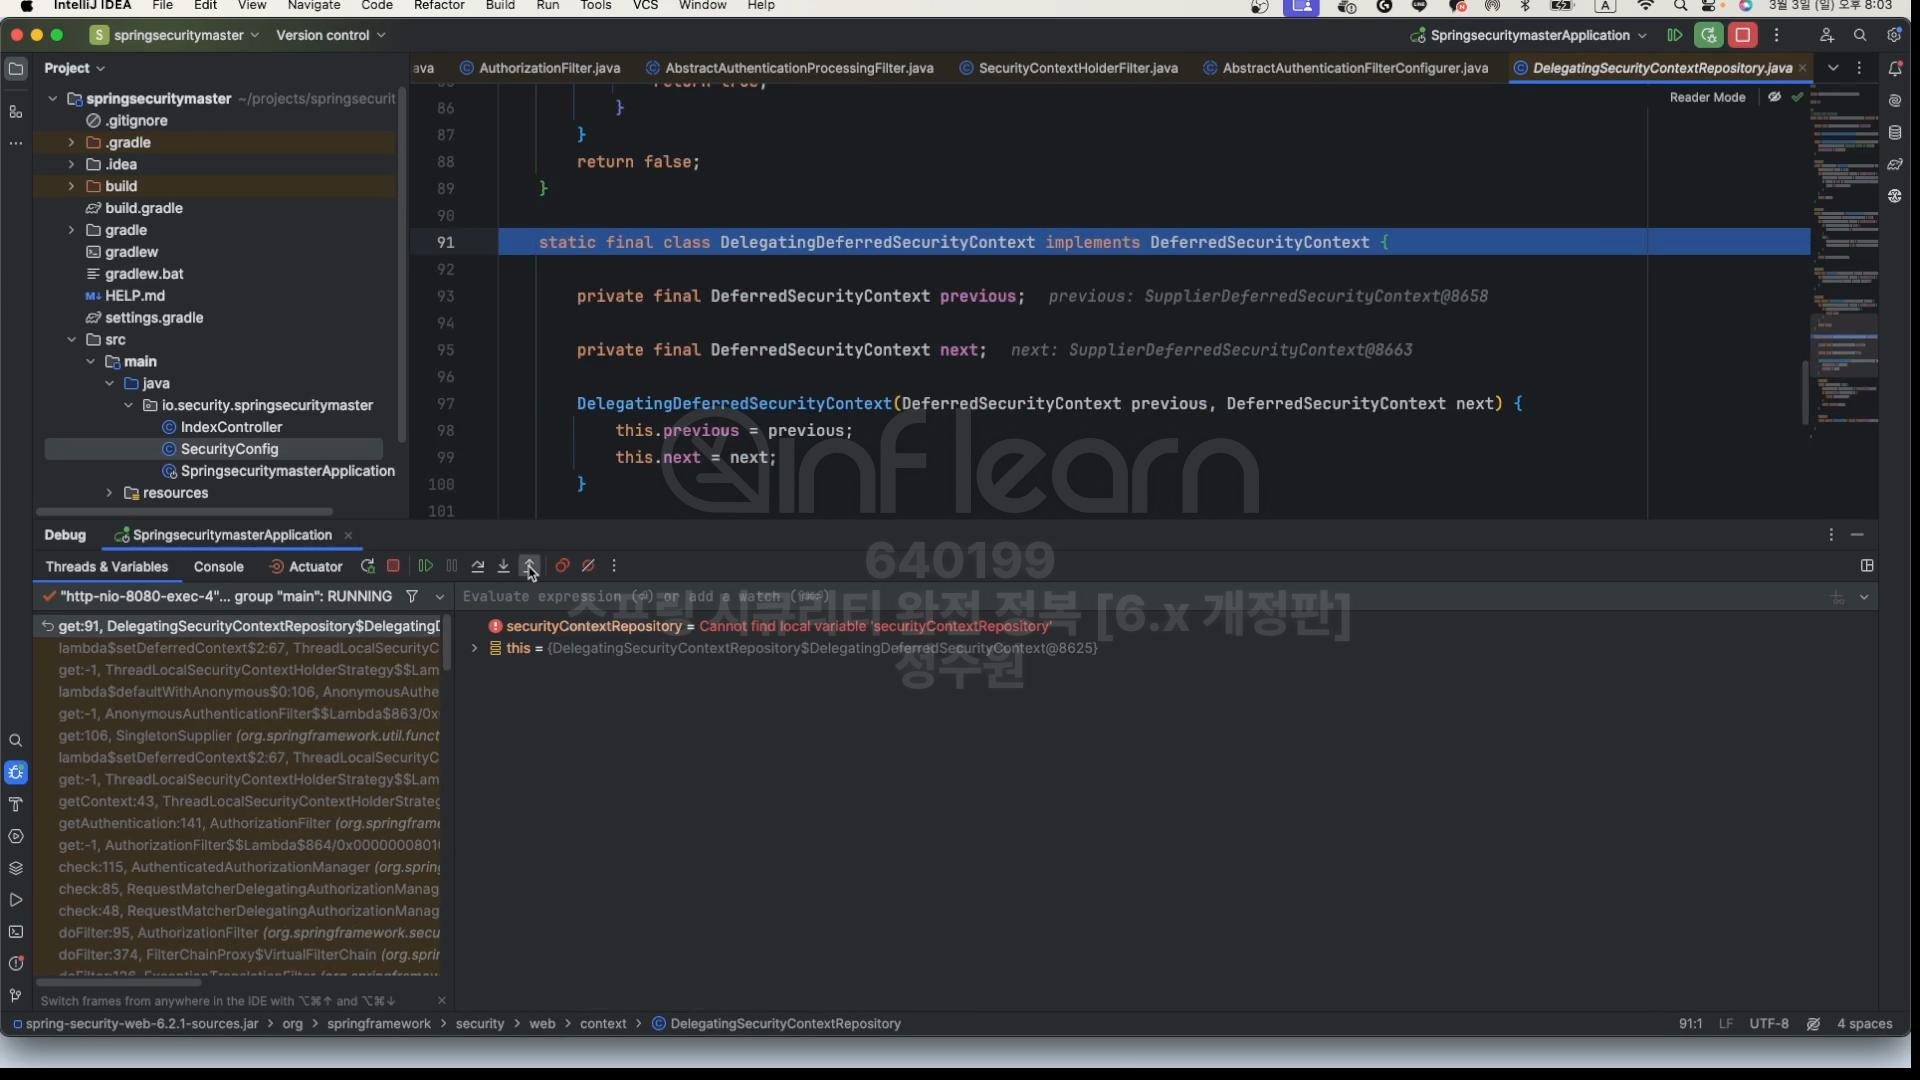 IntelliJ IDEA File Edit View Navigate Code Refactor Build Run Tools VCS Window Help 3월 3일 (일) 오후 8:03
springsecuritymaster Version control SpringsecuritymasterApplication
Project
ava AuthorizationFilter.java AbstractAuthenticationProcessingFilter.java SecurityContextHolderFilter.java AbstractAuthenticationFilterConfigurer.java DelegatingSecurityContextRepository.java
Reader Mode
springsecuritymaster ~/projects/springsecurit
.gitignore
.gradle
.idea
build
build.gradle
gradle
gradlew
gradlew.bat
HELP.md
settings.gradle
src
main
java
io.security.springsecuritymaster
IndexController
SecurityConfig
SpringsecuritymasterApplication
resources
return true;
86 }
87 }
88 return false;
89 }
90
91 static final class DelegatingDeferredSecurityContext implements DeferredSecurityContext {
92
93 private final DeferredSecurityContext previous; previous: SupplierDeferredSecurityContext@8658
94
95 private final DeferredSecurityContext next; next: SupplierDeferredSecurityContext@8663
96
97 DelegatingDeferredSecurityContext(DeferredSecurityContext previous, DeferredSecurityContext next) {
98 this.previous = previous;
99 this.next = next;
100 }
101
inflearn
640199
스프링 시큐리티 완전 정복 [6.x 개정판]
정수원
Debug SpringsecuritymasterApplication
Threads & Variables Console Actuator
"http-nio-8080-exec-4"... group "main": RUNNING
Evaluate expression (⏎) or add a watch (⇧⌘⏎)
get:91, DelegatingSecurityContextRepository$Delegating
lambda$setDeferredContext$2:67, ThreadLocalSecurityC
get:-1, ThreadLocalSecurityContextHolderStrategy$$Lam
lambda$defaultWithAnonymous$0:106, AnonymousAuthe
get:-1, AnonymousAuthenticationFilter$$Lambda$863/0x
get:106, SingletonSupplier (org.springframework.util.funct
lambda$setDeferredContext$2:67, ThreadLocalSecurityC
get:-1, ThreadLocalSecurityContextHolderStrategy$$Lam
getContext:43, ThreadLocalSecurityContextHolderStrateg
getAuthentication:141, AuthorizationFilter (org.springframe
get:-1, AuthorizationFilter$$Lambda$864/0x0000000801
check:115, AuthenticatedAuthorizationManager (org.spring
check:85, RequestMatcherDelegatingAuthorizationManag
check:48, RequestMatcherDelegatingAuthorizationManag
doFilter:95, AuthorizationFilter (org.springframework.secu
doFilter:374, FilterChainProxy$VirtualFilterChain (org.sprin
doFilter:126, ExceptionTranslationFilter
securityContextRepository = Cannot find local variable 'securityContextRepository'
this = {DelegatingSecurityContextRepository$DelegatingDeferredSecurityContext@8625}
Switch frames from anywhere in the IDE with ⌥⌘↑ and ⌥⌘↓
spring-security-web-6.2.1-sources.jar > org > springframework > security > web > context > DelegatingSecurityContextRepository 91:1 LF UTF-8 4 spaces